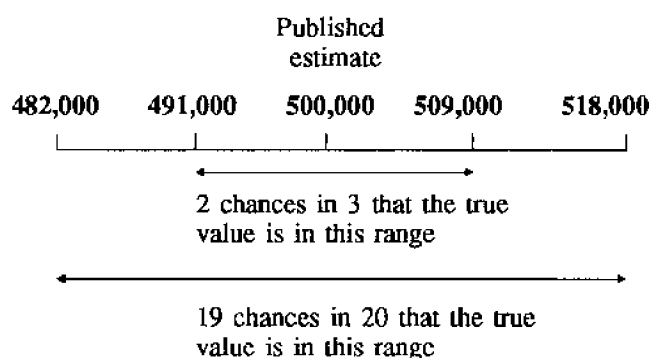 Published
estimate
482,000 491,000 500,000 509,000 518,000
2 chances in 3 that the true
value is in this range
19 chances in 20 that the true
value is in this range